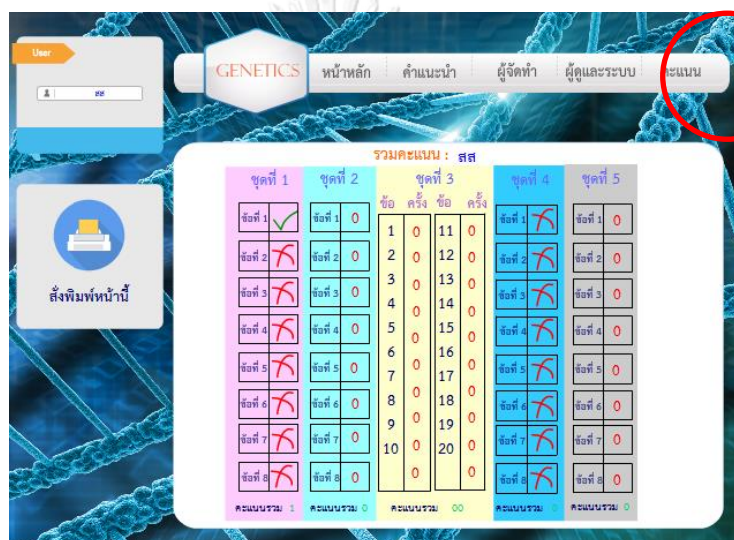 User
สส
GENETICS หน้าหลัก คำแนะนำ ผู้จัดทำ ผู้ดูแลระบบ คะแนน
รวมคะแนน : สส
สั่งพิมพ์หน้านี้
ชุดที่ 1
ข้อที่ 1
ข้อที่ 2
ข้อที่ 3
ข้อที่ 4
ข้อที่ 5
ข้อที่ 6
ข้อที่ 7
ข้อที่ 8
คะแนนรวม 1
ชุดที่ 2
ข้อที่ 1 0
ข้อที่ 2 0
ข้อที่ 3 0
ข้อที่ 4 0
ข้อที่ 5 0
ข้อที่ 6 0
ข้อที่ 7 0
ข้อที่ 8 0
คะแนนรวม 0
ชุดที่ 3
ข้อ ครั้ง ข้อ ครั้ง
1 0 11 0
2 0 12 0
3 0 13 0
4 0 14 0
5 0 15 0
6 0 16 0
7 0 17 0
8 0 18 0
9 0 19 0
10 0 20 0
คะแนนรวม 00
ชุดที่ 4
ข้อที่ 1
ข้อที่ 2
ข้อที่ 3
ข้อที่ 4
ข้อที่ 5
ข้อที่ 6
ข้อที่ 7
ข้อที่ 8
คะแนนรวม 0
ชุดที่ 5
ข้อที่ 1 0
ข้อที่ 2 0
ข้อที่ 3 0
ข้อที่ 4 0
ข้อที่ 5 0
ข้อที่ 6 0
ข้อที่ 7 0
ข้อที่ 8 0
คะแนนรวม 0